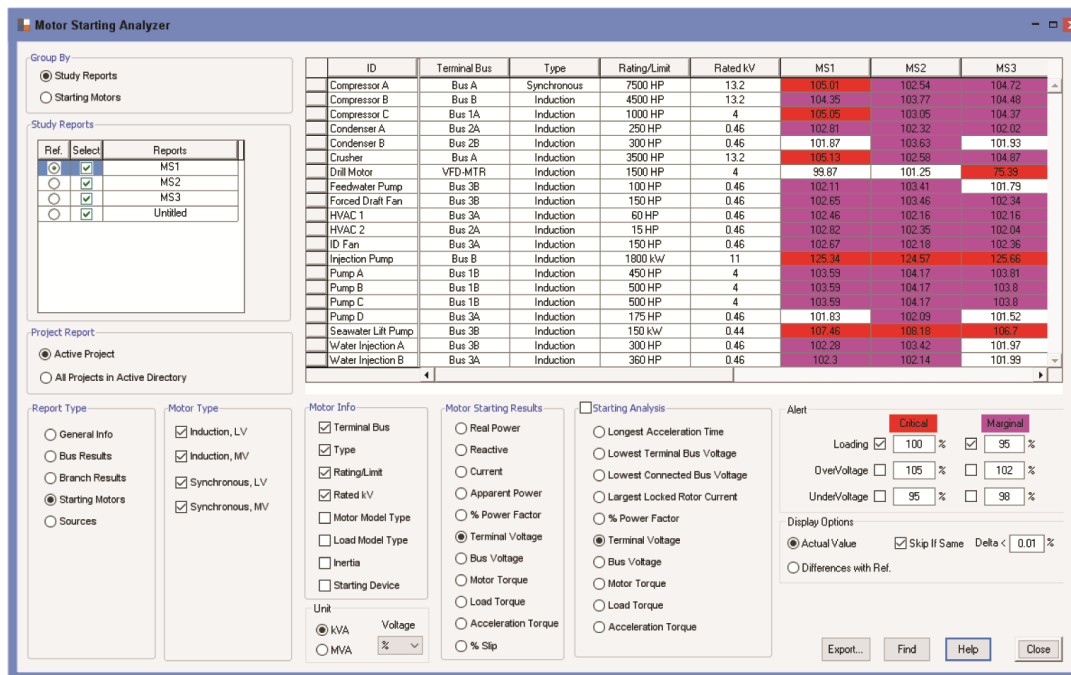 Motor Starting Analyzer
Group By
Study Reports
Starting Motors
Study Reports
Ref. Select Reports
MS1
MS2
MS3
Untitled
Project Report
Active Project
All Projects in Active Directory
ID Terminal Bus Type Rating/Limit Rated kV MS1 MS2 MS3
Compressor A Bus A Synchronous 7500 HP 13.2 105.01 102.54 104.72
Compressor B Bus B Induction 4500 HP 13.2 104.35 103.77 104.48
Compressor C Bus 1A Induction 1000 HP 4 105.05 103.05 104.37
Condenser A Bus 2A Induction 250 HP 0.46 102.81 102.32 102.02
Condenser B Bus 2B Induction 300 HP 0.46 101.87 103.63 101.93
Crusher Bus A Induction 3500 HP 13.2 105.13 102.58 104.87
Drill Motor VFD-MTR Induction 1500 HP 4 99.87 101.25 75.39
Feedwater Pump Bus 3B Induction 100 HP 0.46 102.11 103.41 101.79
Forced Draft Fan Bus 3B Induction 150 HP 0.46 102.65 103.46 102.34
HVAC 1 Bus 3A Induction 60 HP 0.46 102.46 102.16 102.16
HVAC 2 Bus 2A Induction 15 HP 0.46 102.82 102.35 102.04
ID Fan Bus 3A Induction 150 HP 0.46 102.67 102.18 102.36
Injection Pump Bus B Induction 1800 kW 11 125.34 124.57 125.66
Pump A Bus 1B Induction 450 HP 4 103.59 104.17 103.81
Pump B Bus 1B Induction 500 HP 4 103.59 104.17 103.8
Pump C Bus 1B Induction 500 HP 4 103.59 104.17 103.8
Pump D Bus 3A Induction 175 HP 0.46 101.83 102.09 101.52
Seawater Lift Pump Bus 3B Induction 150 kW 0.44 107.46 108.18 106.7
Water Injection A Bus 3B Induction 300 HP 0.46 102.28 103.42 101.97
Water Injection B Bus 3A Induction 360 HP 0.46 102.3 102.14 101.99
Report Type
General Info
Bus Results
Branch Results
Starting Motors
Sources
Motor Type
Induction, LV
Induction, MV
Synchronous, LV
Synchronous, MV
Motor Info
Terminal Bus
Type
Rating/Limit
Rated kV
Motor Model Type
Load Model Type
Inertia
Starting Device
Unit
kVA
MVA
Voltage
%
Motor Starting Results
Real Power
Reactive
Current
Apparent Power
% Power Factor
Terminal Voltage
Bus Voltage
Motor Torque
Load Torque
Acceleration Torque
% Slip
Starting Analysis
Longest Acceleration Time
Lowest Terminal Bus Voltage
Lowest Connected Bus Voltage
Largest Locked Rotor Current
% Power Factor
Terminal Voltage
Bus Voltage
Motor Torque
Load Torque
Acceleration Torque
Alert
Critical Marginal
Loading 100 % 95 %
OverVoltage 105 % 102 %
UnderVoltage 95 % 98 %
Display Options
Actual Value Skip If Same Delta < 0.01 %
Differences with Ref.
Export... Find Help Close